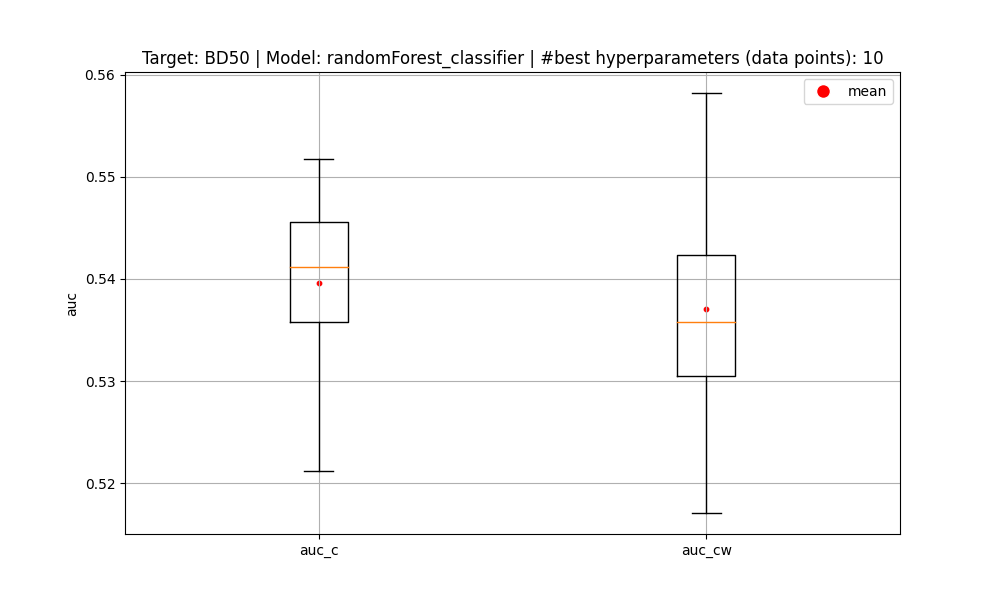 Target: BD50 | Model: randomForest_classifier | #best hyperparameters (data points): 10
mean
0.56
0.55
0.54
0.53
0.52
auc
auc_c
auc_cw